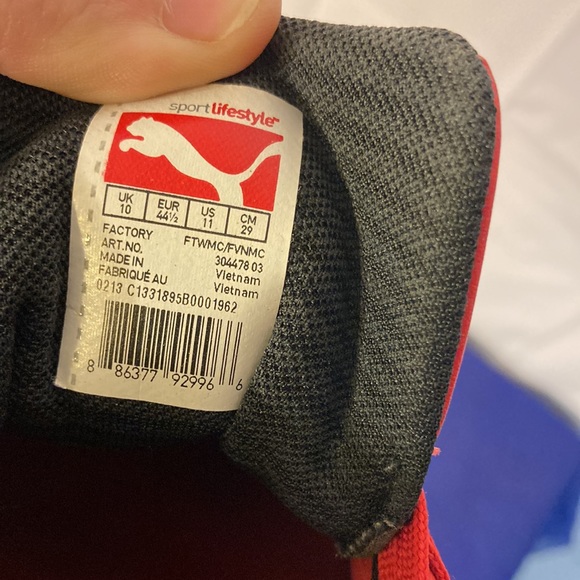 sportlifestyle™
UK EUR US CM
10 44½ 11 29
FACTORY FTWMC/FVNMC
ART.NO. 304478 03
MADE IN Vietnam
FABRIQUÉ AU Vietnam
0213 C1331895B0001962
8 86377 92996 6